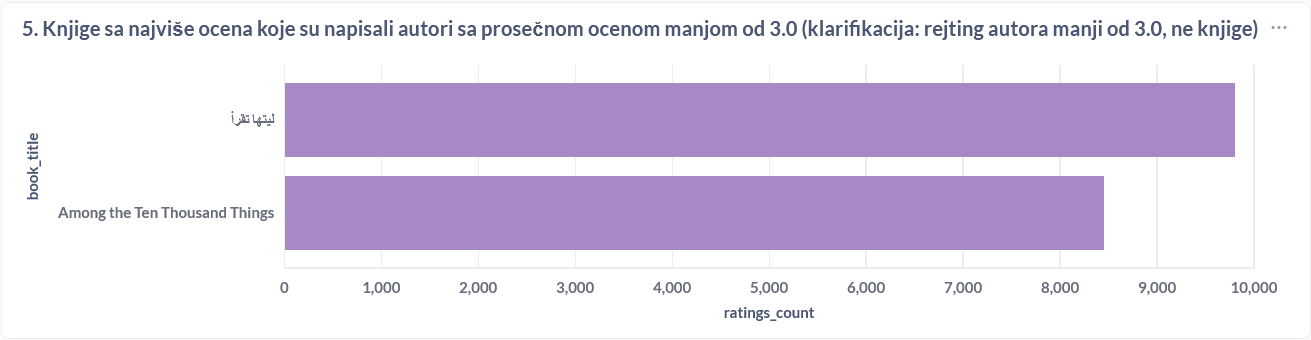 5. Knjige sa najviše ocena koje su napisali autori sa prosečnom ocenom manjom od 3.0 (klarifikacija: rejting autora manji od 3.0, ne knjige)
book_title
ليتها تقرأ
Among the Ten Thousand Things
0 1,000 2,000 3,000 4,000 5,000 6,000 7,000 8,000 9,000 10,000
ratings_count